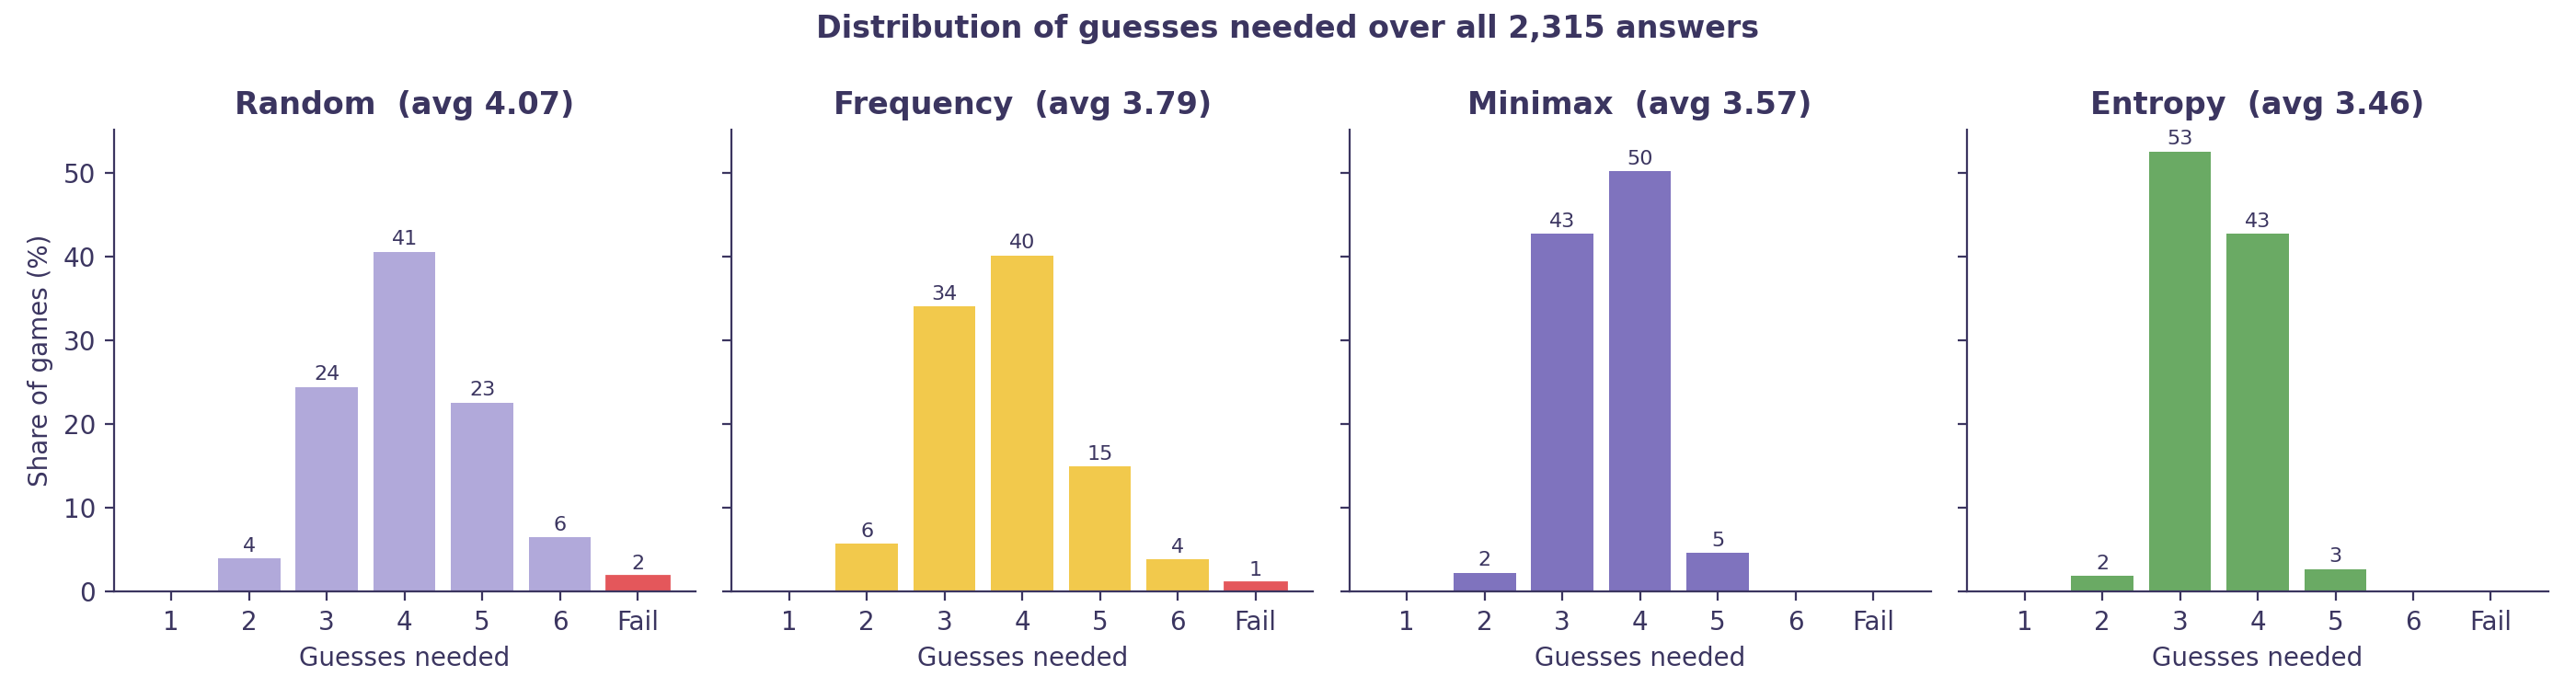 Distribution of guesses needed over all 2,315 answers
Random (avg 4.07)
Share of games (%)
50
40
30
20
10
0
4
24
41
23
6
2
1 2 3 4 5 6 Fail
Guesses needed
Frequency (avg 3.79)
6
34
40
15
4
1
1 2 3 4 5 6 Fail
Guesses needed
Minimax (avg 3.57)
2
43
50
5
1 2 3 4 5 6 Fail
Guesses needed
Entropy (avg 3.46)
2
53
43
3
1 2 3 4 5 6 Fail
Guesses needed